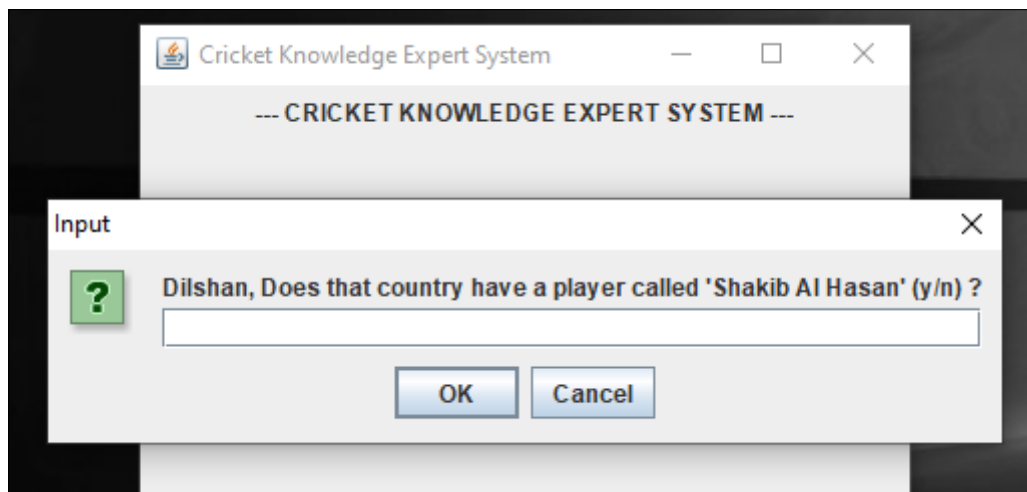 Cricket Knowledge Expert System
--- CRICKET KNOWLEDGE EXPERT SYSTEM ---
Input
?
Dilshan, Does that country have a player called 'Shakib Al Hasan' (y/n) ?
OK
Cancel